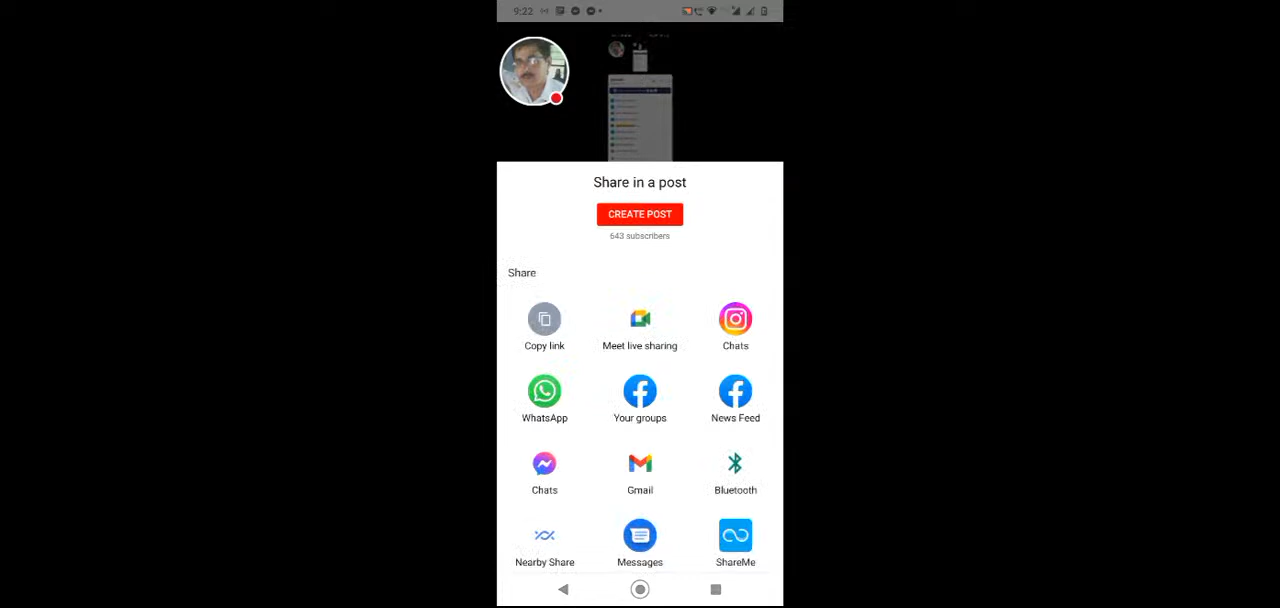 9:22
Share in a post
CREATE POST
643 subscribers
Share
Copy link
Meet live sharing
Chats
WhatsApp
Your groups
News Feed
Chats
Gmail
Bluetooth
Nearby Share
Messages
ShareMe